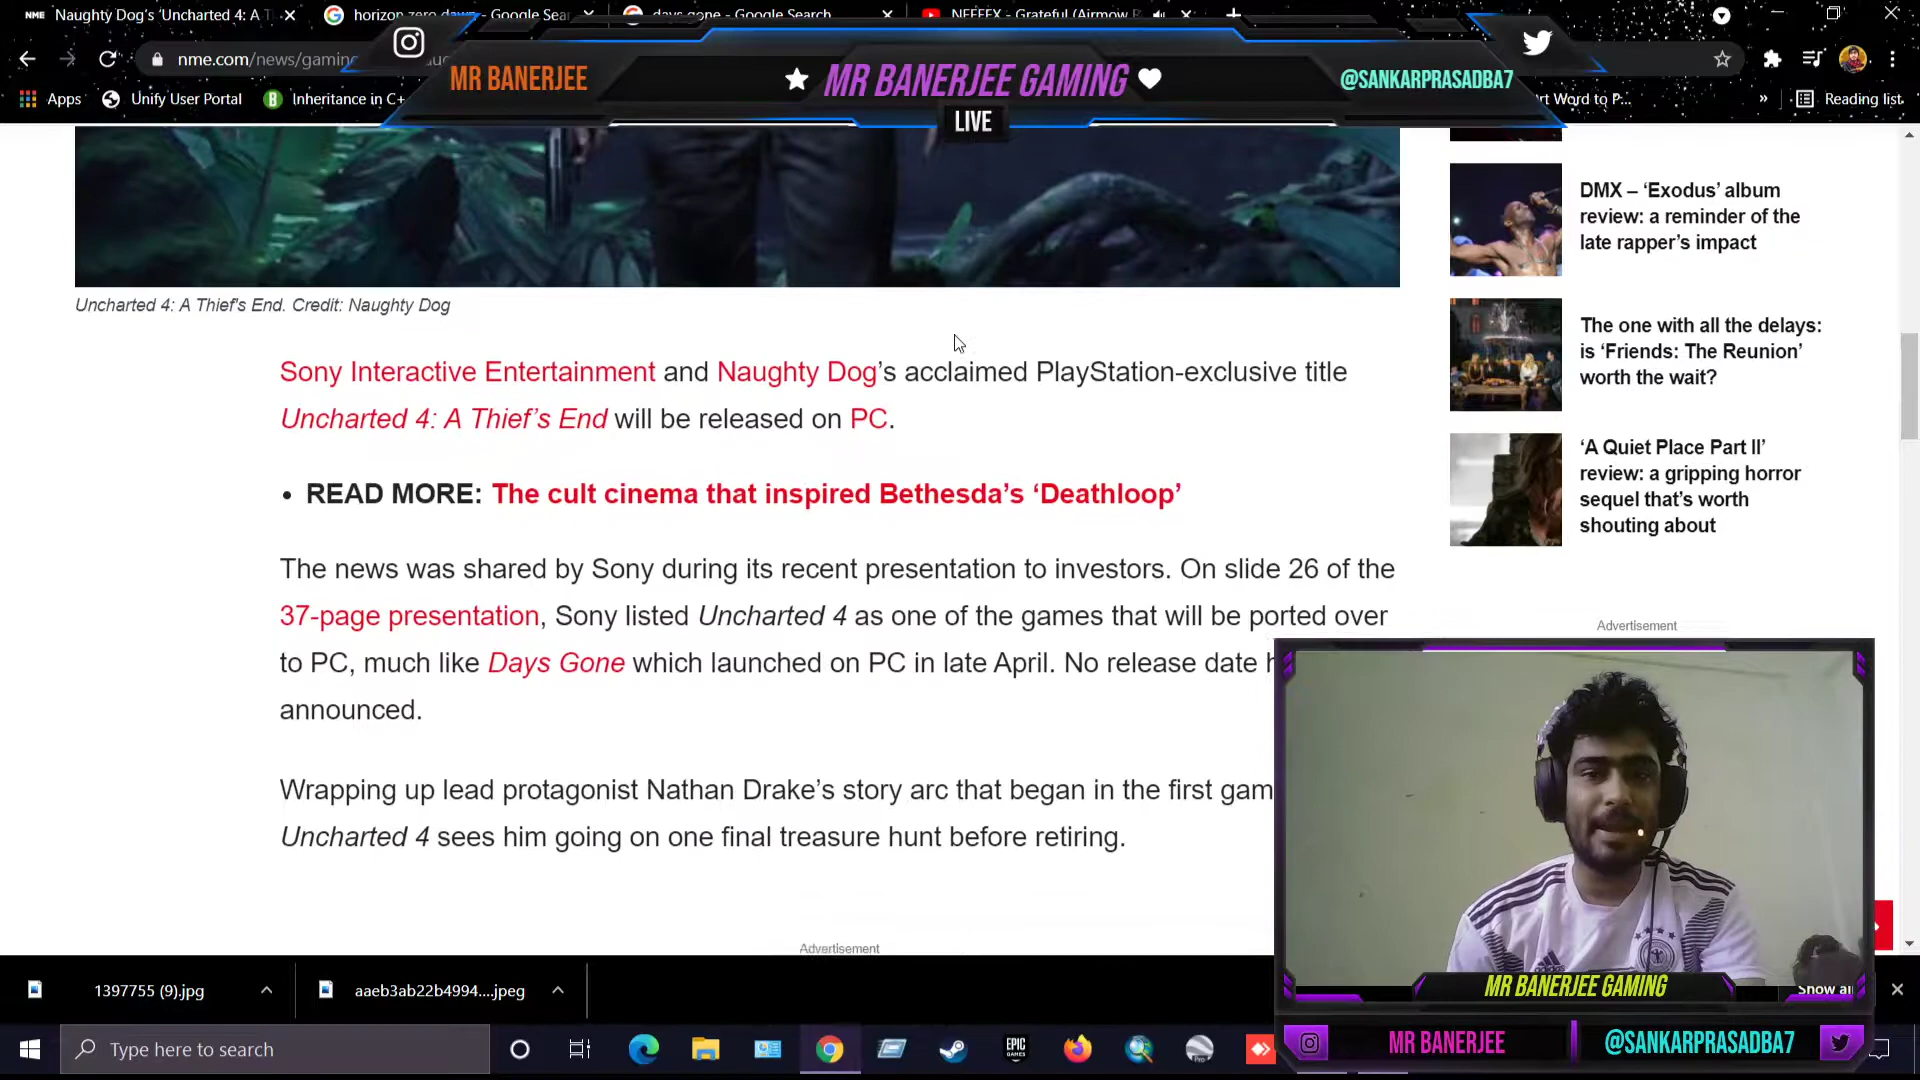 NME Naughty Dog's 'Uncharted 4: A T
horizon zero dawn - Google Sea
days gone - Google Search
NEFFEX - Grateful (Airmow R
nme.com/news/gaming
Apps
Unify User Portal
Inheritance in C+
rt Word to P...
»
Reading list
MR BANERJEE
MR BANERJEE GAMING
@SANKARPRASADBA7
LIVE
Uncharted 4: A Thief's End. Credit: Naughty Dog
Sony Interactive Entertainment and Naughty Dog's acclaimed PlayStation-exclusive title
Uncharted 4: A Thief's End will be released on PC.
• READ MORE: The cult cinema that inspired Bethesda's 'Deathloop'
The news was shared by Sony during its recent presentation to investors. On slide 26 of the
37-page presentation, Sony listed Uncharted 4 as one of the games that will be ported over
to PC, much like Days Gone which launched on PC in late April. No release date h
announced.
Wrapping up lead protagonist Nathan Drake's story arc that began in the first gam
Uncharted 4 sees him going on one final treasure hunt before retiring.
Advertisement
DMX – 'Exodus' album
review: a reminder of the
late rapper's impact
The one with all the delays:
is 'Friends: The Reunion'
worth the wait?
'A Quiet Place Part II'
review: a gripping horror
sequel that's worth
shouting about
Advertisement
MR BANERJEE GAMING
1397755 (9).jpg
aaeb3ab22b4994....jpeg
Show all
Type here to search
EPIC
GAMES
Pro
MR BANERJEE
@SANKARPRASADBA7